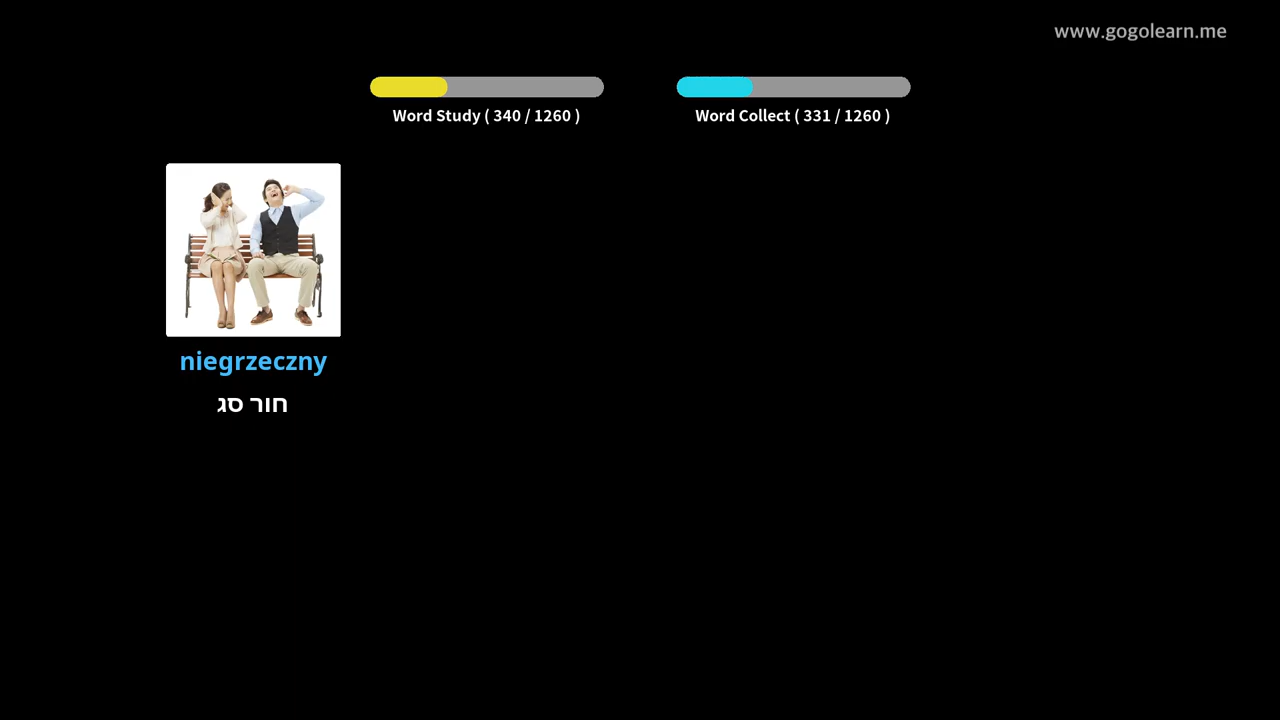 www.gogolearn.me
Word Study ( 340 / 1260 )
Word Collect ( 331 / 1260 )
niegrzeczny
חור סג